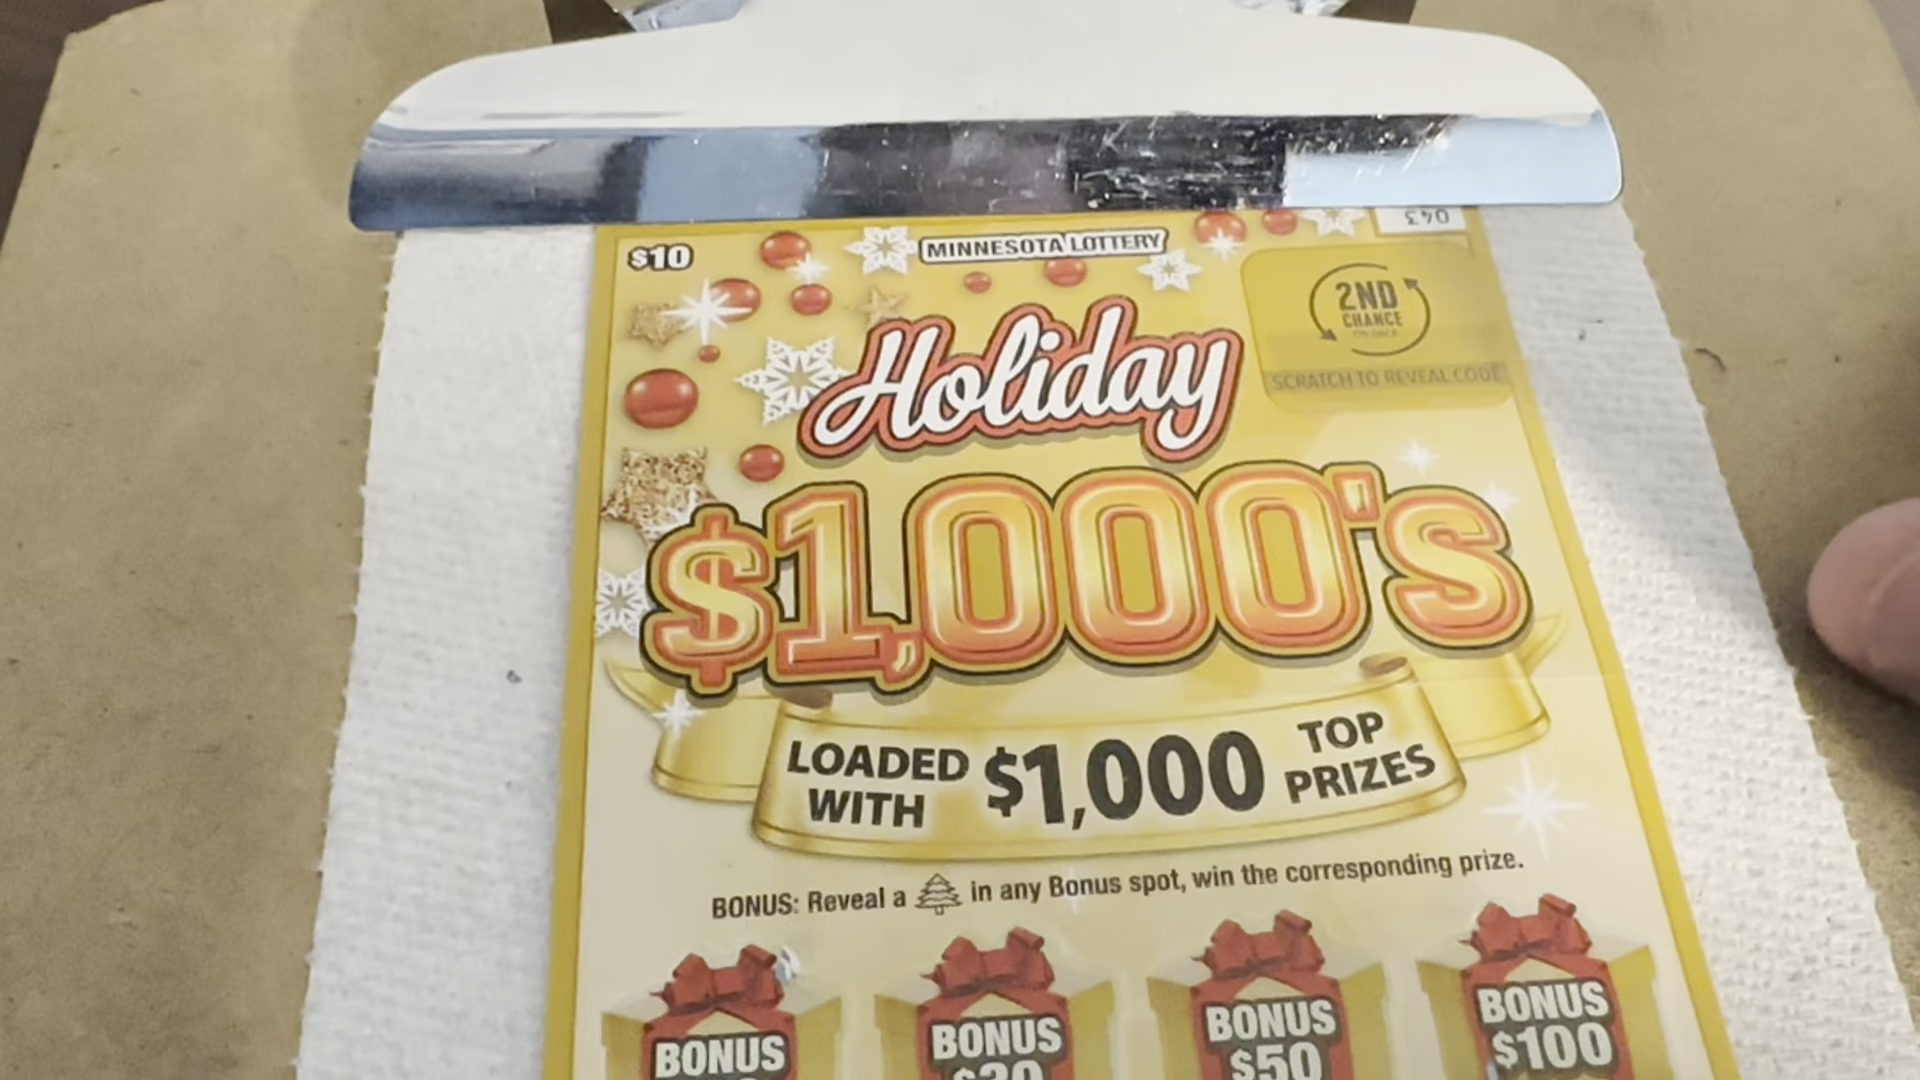 $10
MINNESOTA LOTTERY
043
2ND
CHANCE
SCRATCH TO REVEAL CODE
Holiday
$1,000's
LOADED WITH $1,000 TOP PRIZES
BONUS: Reveal a in any Bonus spot, win the corresponding prize.
BONUS
BONUS
BONUS
$50
BONUS
$100